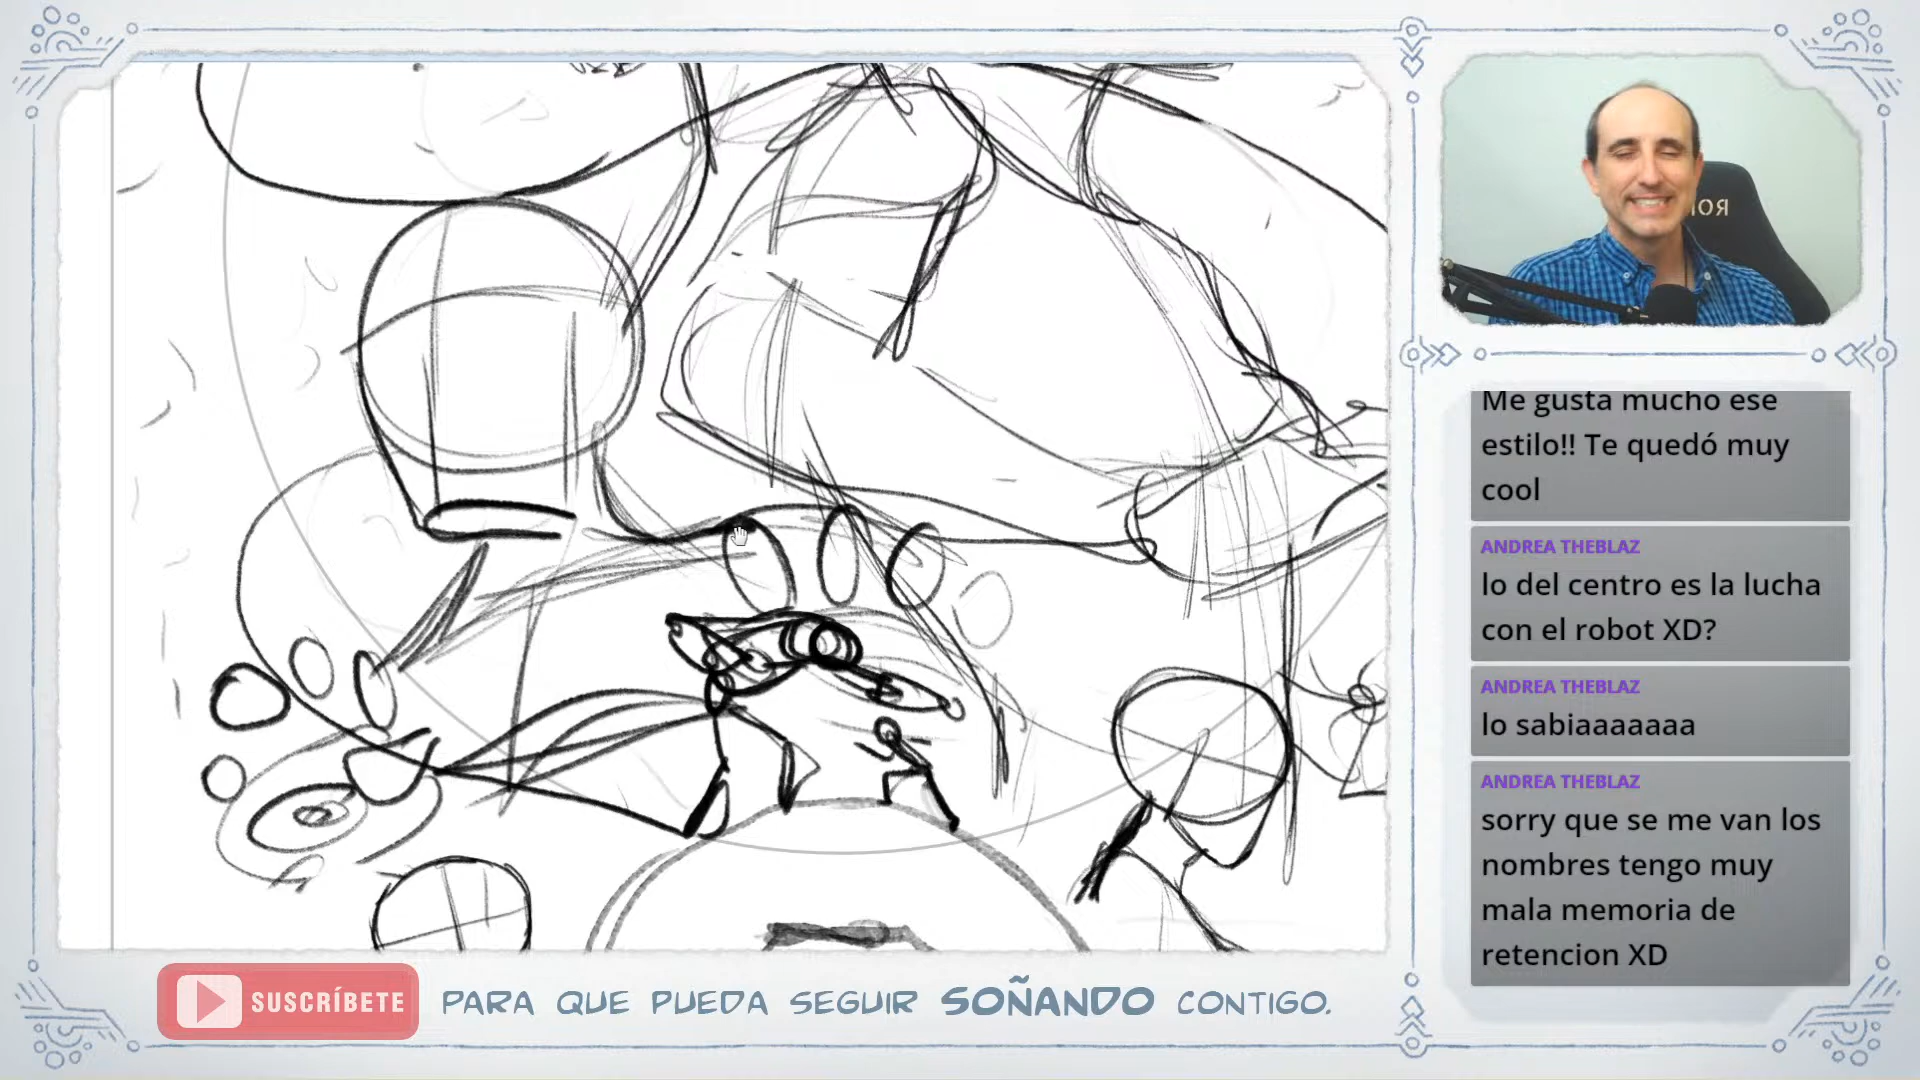 Me gusta mucho ese
estilo!! Te quedó muy
cool
ANDREA THEBLAZ
lo del centro es la lucha
con el robot XD?
ANDREA THEBLAZ
lo sabiaaaaaaa
ANDREA THEBLAZ
sorry que se me van los
nombres tengo muy
mala memoria de
retencion XD
SUSCRÍBETE
PARA QUE PUEDA SEGUIR SOÑANDO CONTIGO.